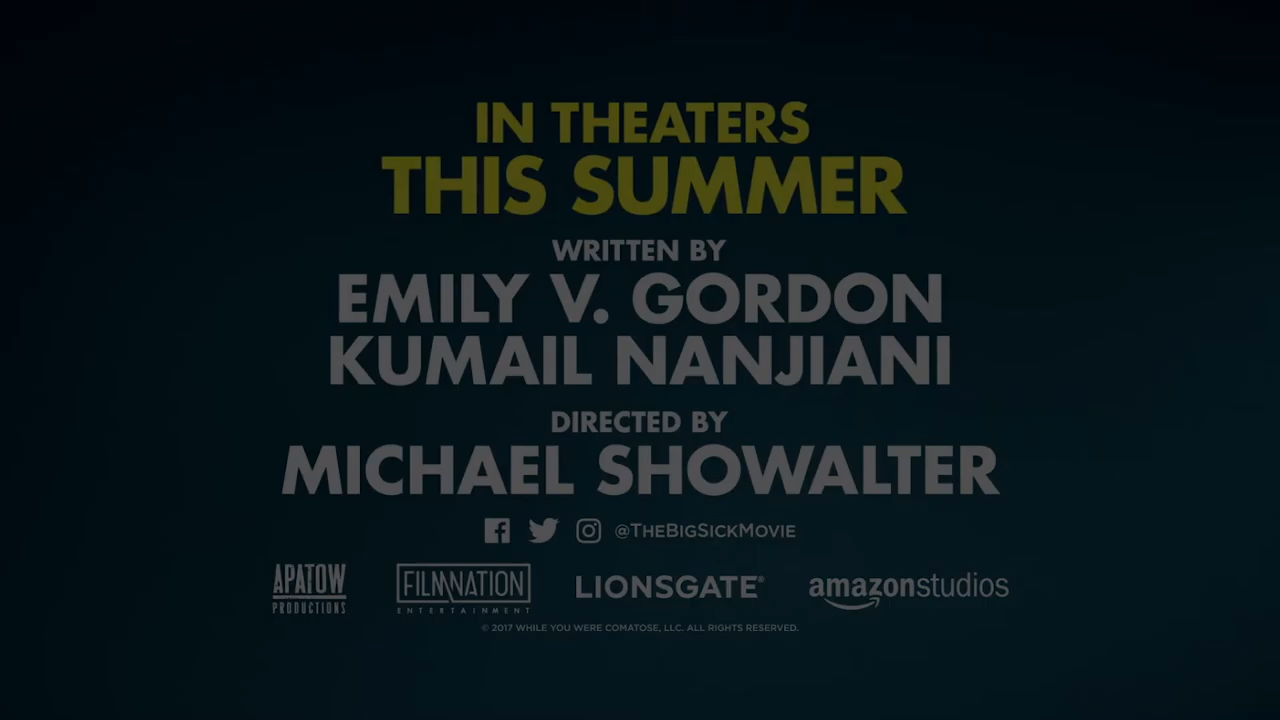 IN THEATERS
THIS SUMMER
WRITTEN BY
EMILY V. GORDON
KUMAIL NANJIANI
DIRECTED BY
MICHAEL SHOWALTER
@THEBIGSICKMOVIE
APATOW PRODUCTIONS
FILMNATION ENTERTAINMENT
LIONSGATE®
amazonstudios
© 2017 WHILE YOU WERE COMATOSE, LLC. ALL RIGHTS RESERVED.